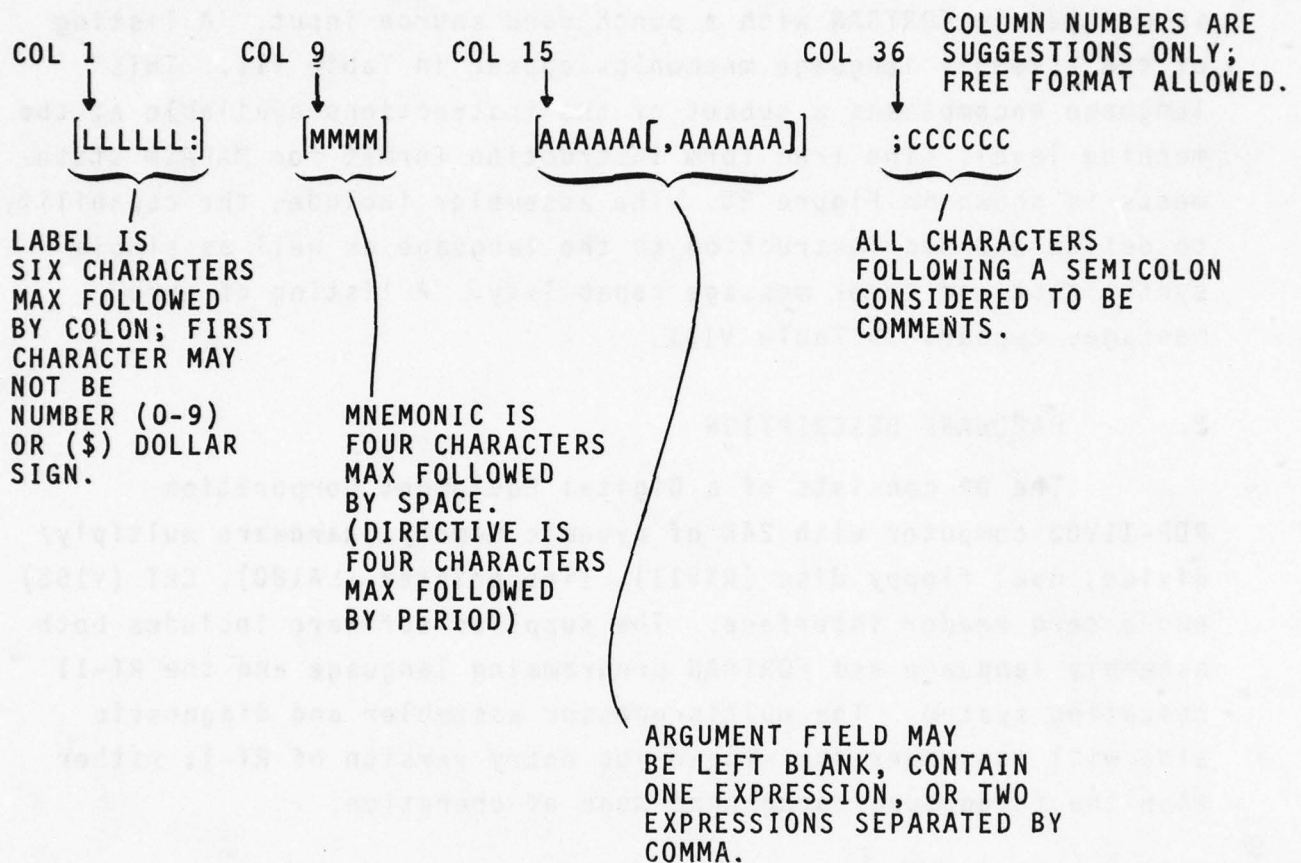 COLUMN NUMBERS ARE
SUGGESTIONS ONLY;
FREE FORMAT ALLOWED.
COL 1 COL 9 COL 15 COL 36
[LLLLLL:] [MMMM] [AAAAAA[,AAAAAA]] ;CCCCCC
LABEL IS
SIX CHARACTERS
MAX FOLLOWED
BY COLON; FIRST
CHARACTER MAY
NOT BE
NUMBER (0-9)
OR ($) DOLLAR
SIGN.
MNEMONIC IS
FOUR CHARACTERS
MAX FOLLOWED
BY SPACE.
(DIRECTIVE IS
FOUR CHARACTERS
MAX FOLLOWED
BY PERIOD)
ARGUMENT FIELD MAY
BE LEFT BLANK, CONTAIN
ONE EXPRESSION, OR TWO
EXPRESSIONS SEPARATED BY
COMMA.
ALL CHARACTERS
FOLLOWING A SEMICOLON
CONSIDERED TO BE
COMMENTS.